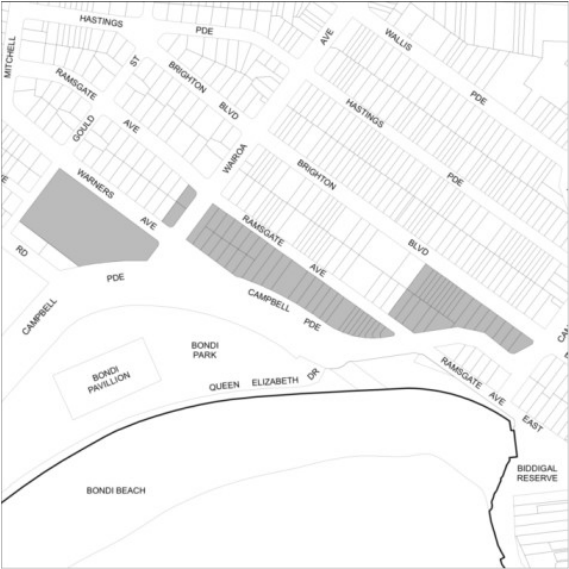 HASTINGS
PDE
MITCHELL
ST
AVE
WALLIS
PDE
RAMSGATE
BRIGHTON
BLVD
HASTINGS
PDE
GOULD
AVE
WAIROA
BRIGHTON
BLVD
WARNERS
AVE
RAMSGATE
AVE
RD
PDE
CAMPBELL
CAMPBELL
PDE
BONDI
PARK
BONDI
PAVILLION
QUEEN ELIZABETH DR
RAMSGATE
AVE
EAST
BIDDIGAL
RESERVE
BONDI BEACH